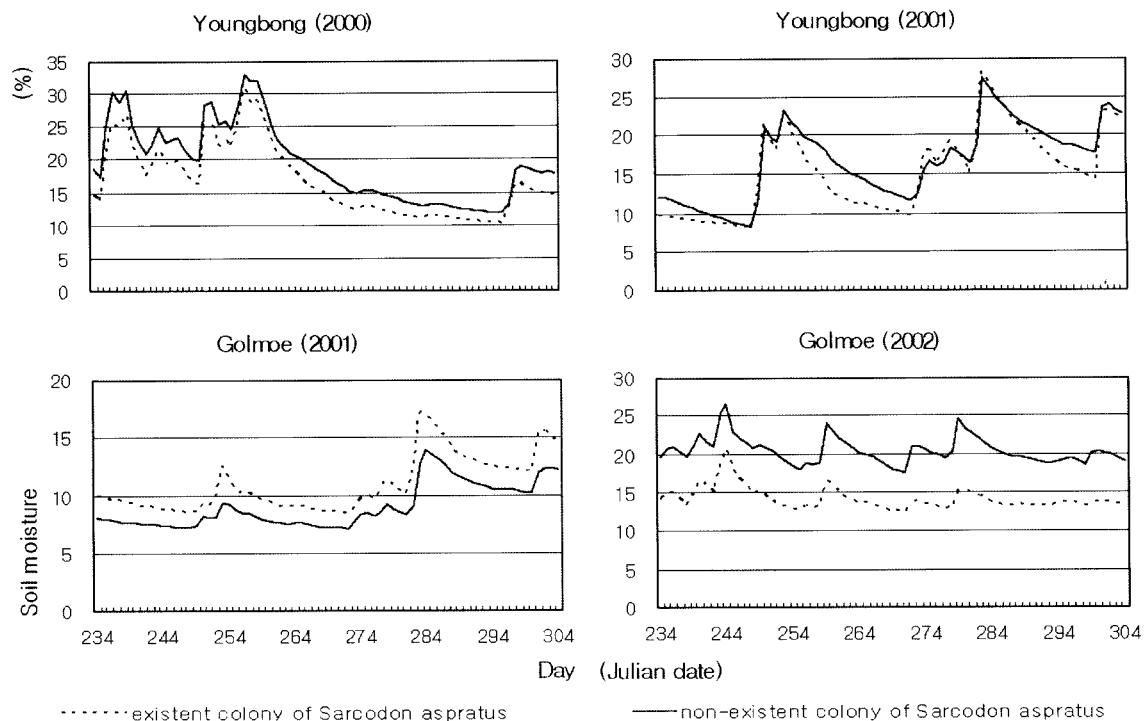 Youngbong (2000)
Youngbong (2001)
(%)
35
30
25
20
15
10
5
0
30
25
20
15
10
5
0
Golmoe (2001)
Golmoe (2002)
Soil moisture
20
15
10
5
0
30
25
20
15
10
5
0
234 244 254 264 274 284 294 304
234 244 254 264 274 284 294 304
Day (Julian date)
existent colony of Sarcodon aspratus
non-existent colony of Sarcodon aspratus